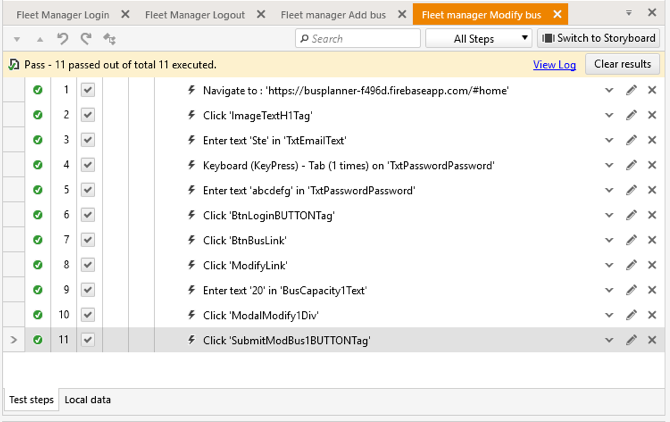 Fleet Manager Login
Fleet Manager Logout
Fleet manager Add bus
Fleet manager Modify bus
Search
All Steps
Switch to Storyboard
Pass - 11 passed out of total 11 executed.
View Log
Clear results
1 Navigate to : 'https://busplanner-f496d.firebaseapp.com/#home'
2 Click 'ImageTextH1Tag'
3 Enter text 'Ste' in 'TxtEmailText'
4 Keyboard (KeyPress) - Tab (1 times) on 'TxtPasswordPassword'
5 Enter text 'abcdefg' in 'TxtPasswordPassword'
6 Click 'BtnLoginBUTTONTag'
7 Click 'BtnBusLink'
8 Click 'ModifyLink'
9 Enter text '20' in 'BusCapacity1Text'
10 Click 'ModalModify1Div'
11 Click 'SubmitModBus1BUTTONTag'
Test steps
Local data